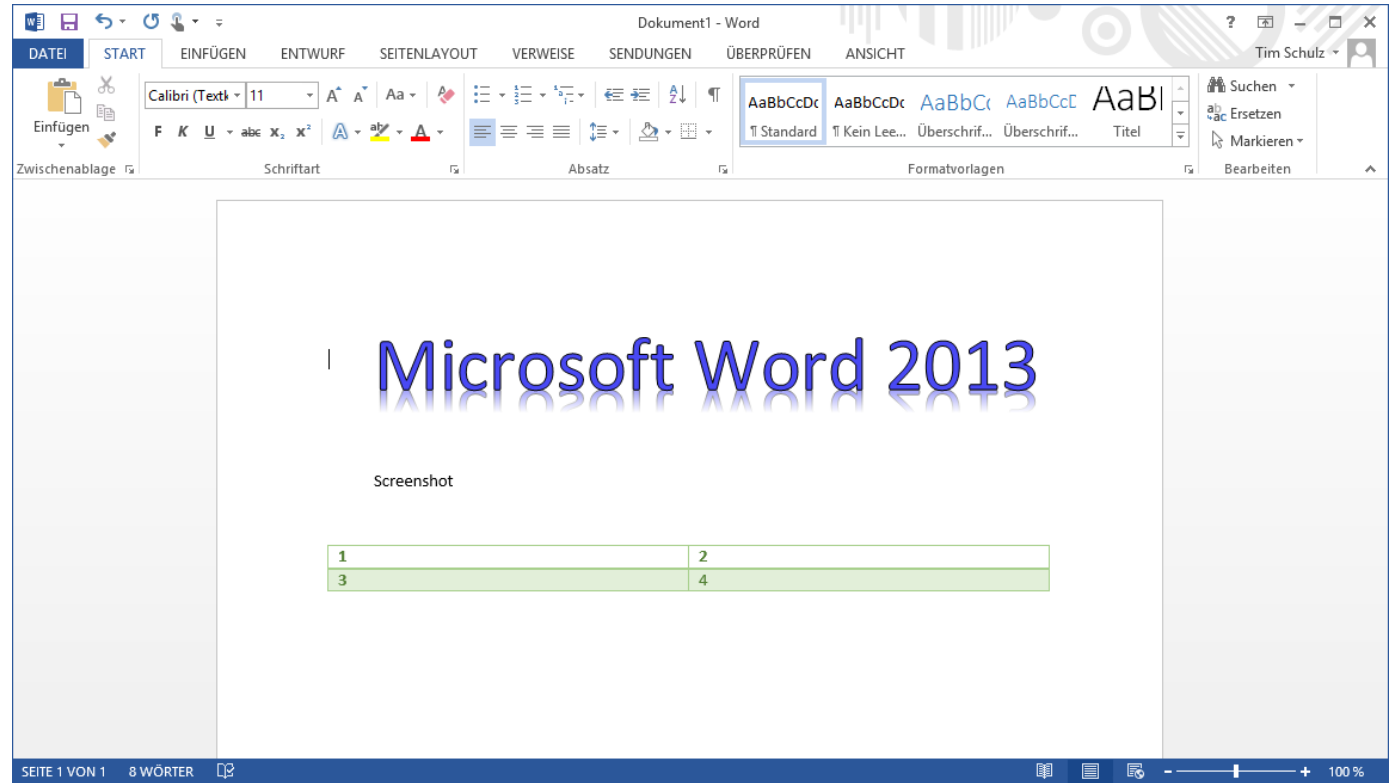 Dokument1 - Word
?
DATEI START EINFÜGEN ENTWURF SEITENLAYOUT VERWEISE SENDUNGEN ÜBERPRÜFEN ANSICHT Tim Schulz
Einfügen
Calibri (Textk 11 A A Aa
F K U abc x₂ x² A aby A
AaBbCcDc AaBbCcDc AaBbCc AaBbCcD AaBl
¶ Standard ¶ Kein Lee... Überschrif... Überschrif... Titel
Suchen
Ersetzen
Markieren
Zwischenablage Schriftart Absatz Formatvorlagen Bearbeiten
Microsoft Word 2013
Screenshot
1 2
3 4
SEITE 1 VON 1 8 WÖRTER 100 %